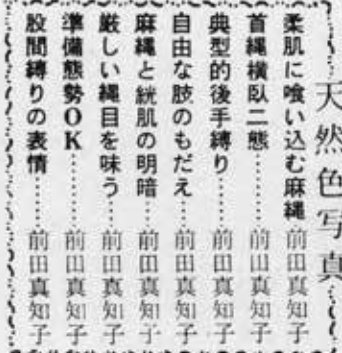 天然色写真
柔肌に喰い込む麻縄……前田真知子
首縄横臥二態……前田真知子
典型的後手縛り……前田真知子
自由な肢のもだえ……前田真知子
麻縄と絖肌の明暗……前田真知子
厳しい縄目を味う……前田真知子
準備態勢OK……前田真知子
股間縛りの表情……前田真知子